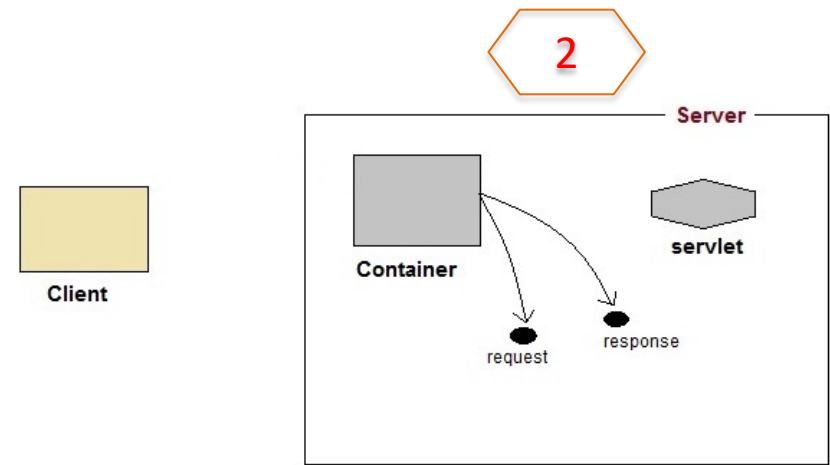 2
Server
Container
servlet
Client
request
response